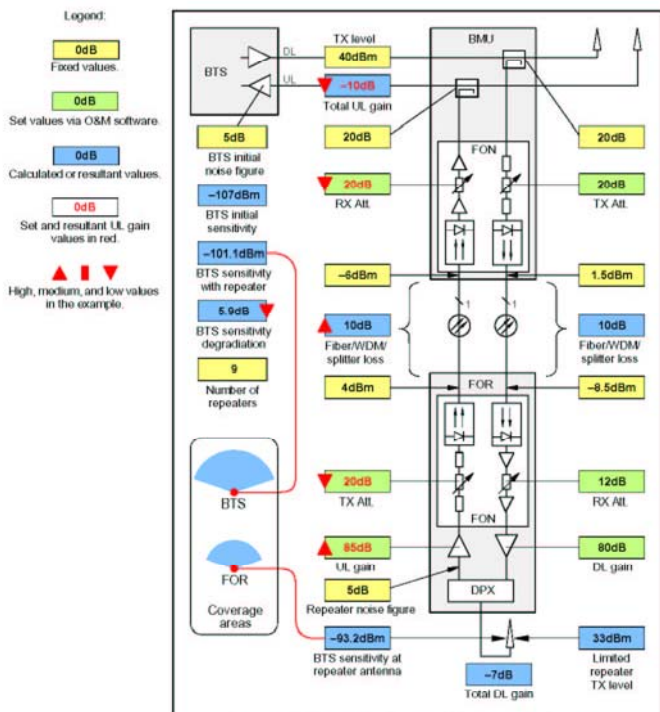 Legend:
0dB
Fixed values.
0dB
Set values via O&M software.
0dB
Calculated or resultant values.
0dB
Set and resultant UL gain
values in red.
High, medium, and low values
in the example.
BTS
DL
UL
TX level
40dBm
–10dB
Total UL gain
BMU
5dB
BTS initial
noise figure
–107dBm
BTS initial
sensitivity
–101.1dBm
BTS sensitivity
with repeater
5.9dB
BTS sensitivity
degradation
9
Number of
repeaters
20dB
20dB
FON
20dB
RX Att.
20dB
TX Att.
–6dBm
1.5dBm
1
1
10dB
Fiber/WDM/
splitter loss
10dB
Fiber/WDM/
splitter loss
4dBm
FOR
–8.5dBm
20dB
TX Att.
12dB
RX Att.
FON
85dB
UL gain
80dB
DL gain
5dB
Repeater noise figure
DPX
BTS
FOR
Coverage
areas
–93.2dBm
BTS sensitivity at
repeater antenna
33dBm
Limited
repeater
TX level
–7dB
Total DL gain